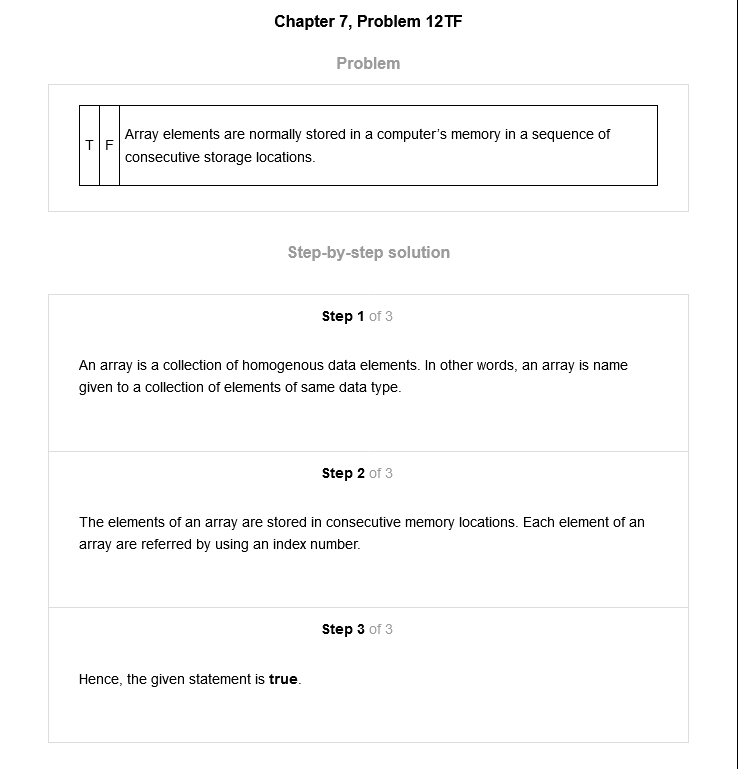 Chapter 7, Problem 12TF
Problem
T F Array elements are normally stored in a computer's memory in a sequence of
consecutive storage locations.
Step-by-step solution
Step 1 of 3
An array is a collection of homogenous data elements. In other words, an array is name
given to a collection of elements of same data type.
Step 2 of 3
The elements of an array are stored in consecutive memory locations. Each element of an
array are referred by using an index number.
Step 3 of 3
Hence, the given statement is true.